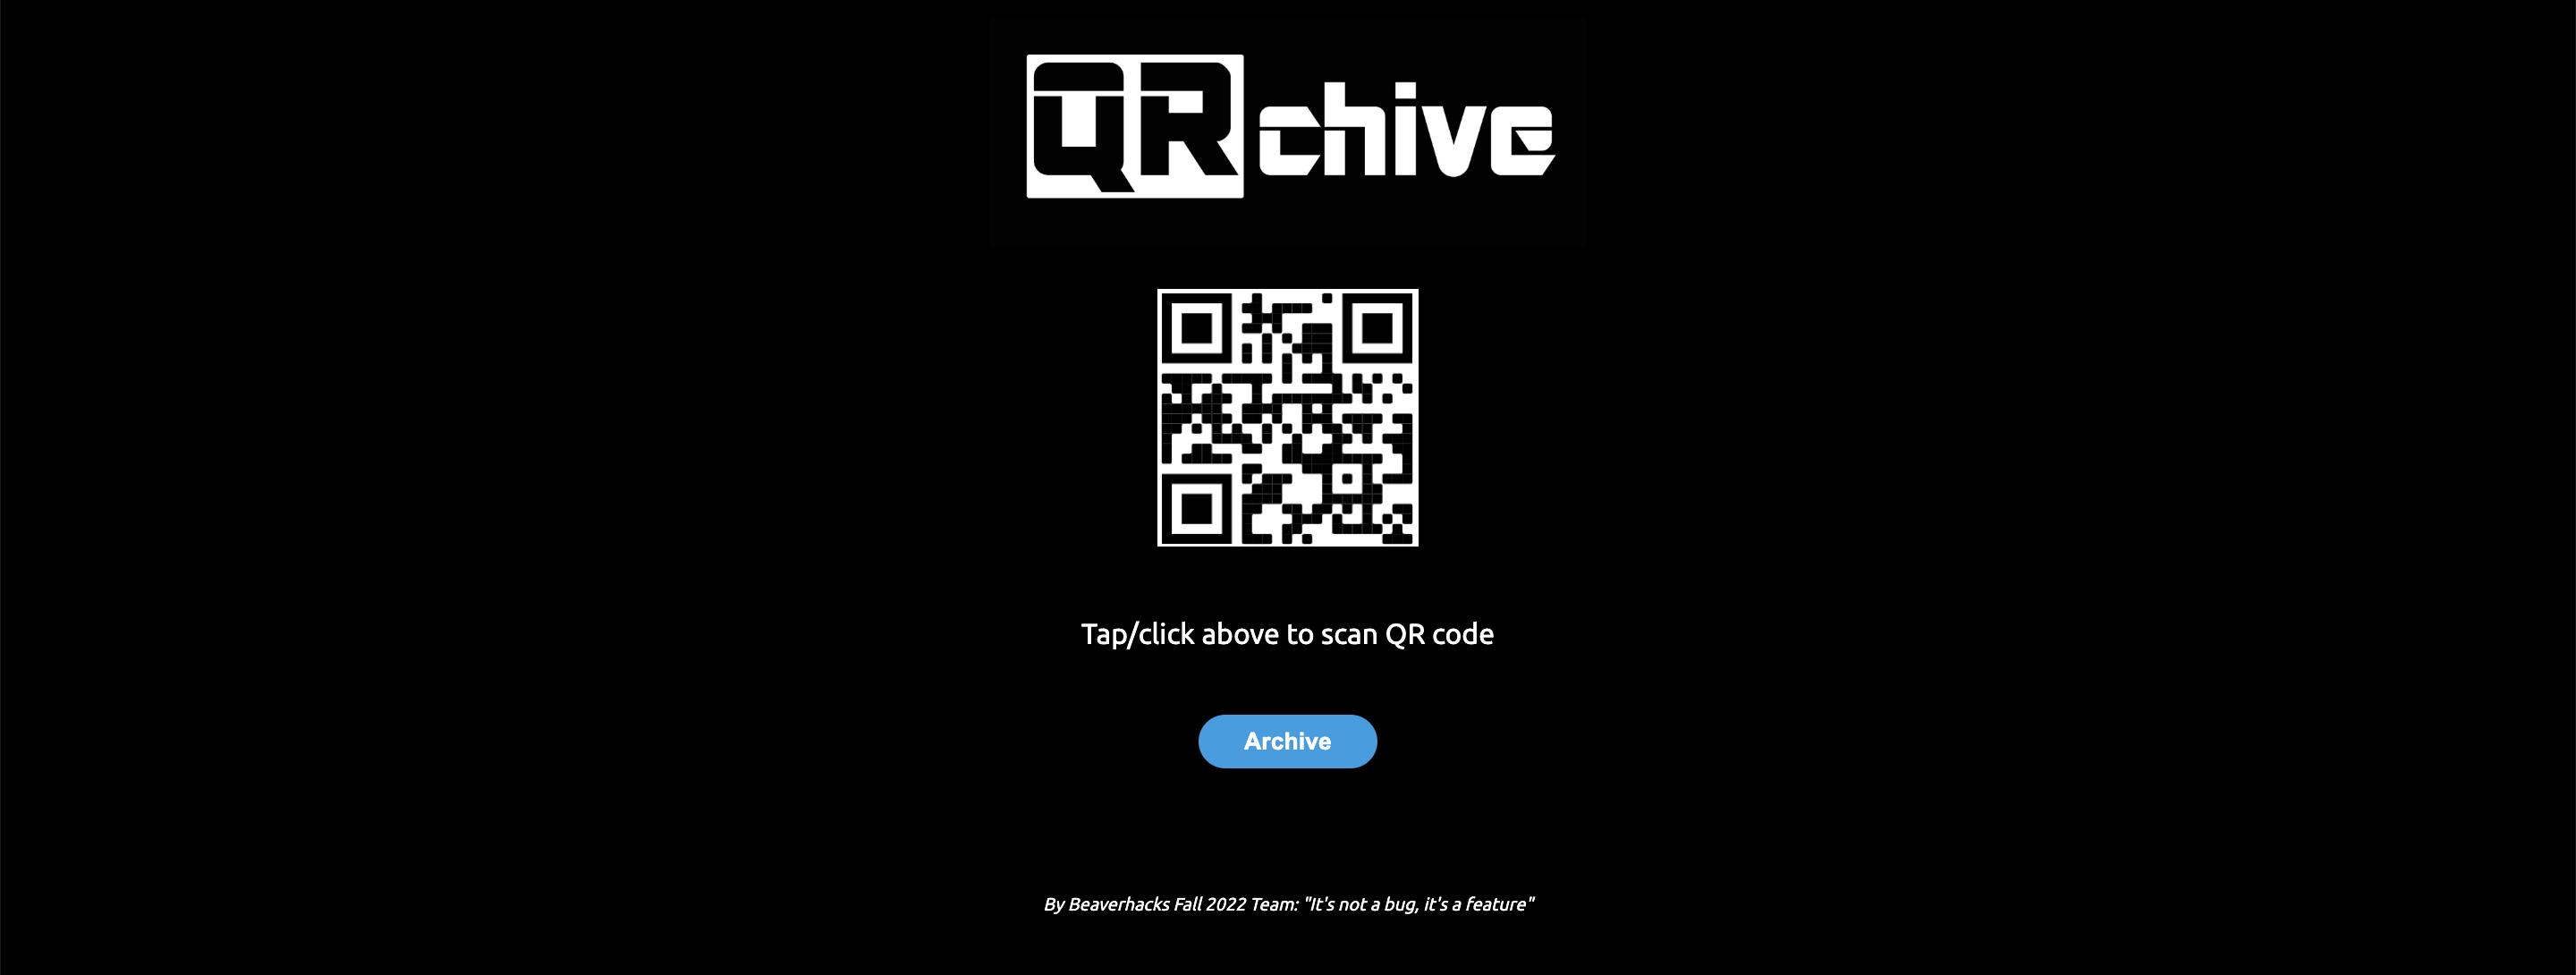 QRchive
Tap/click above to scan QR code
Archive
By Beaverhacks Fall 2022 Team: "It's not a bug, it's a feature"